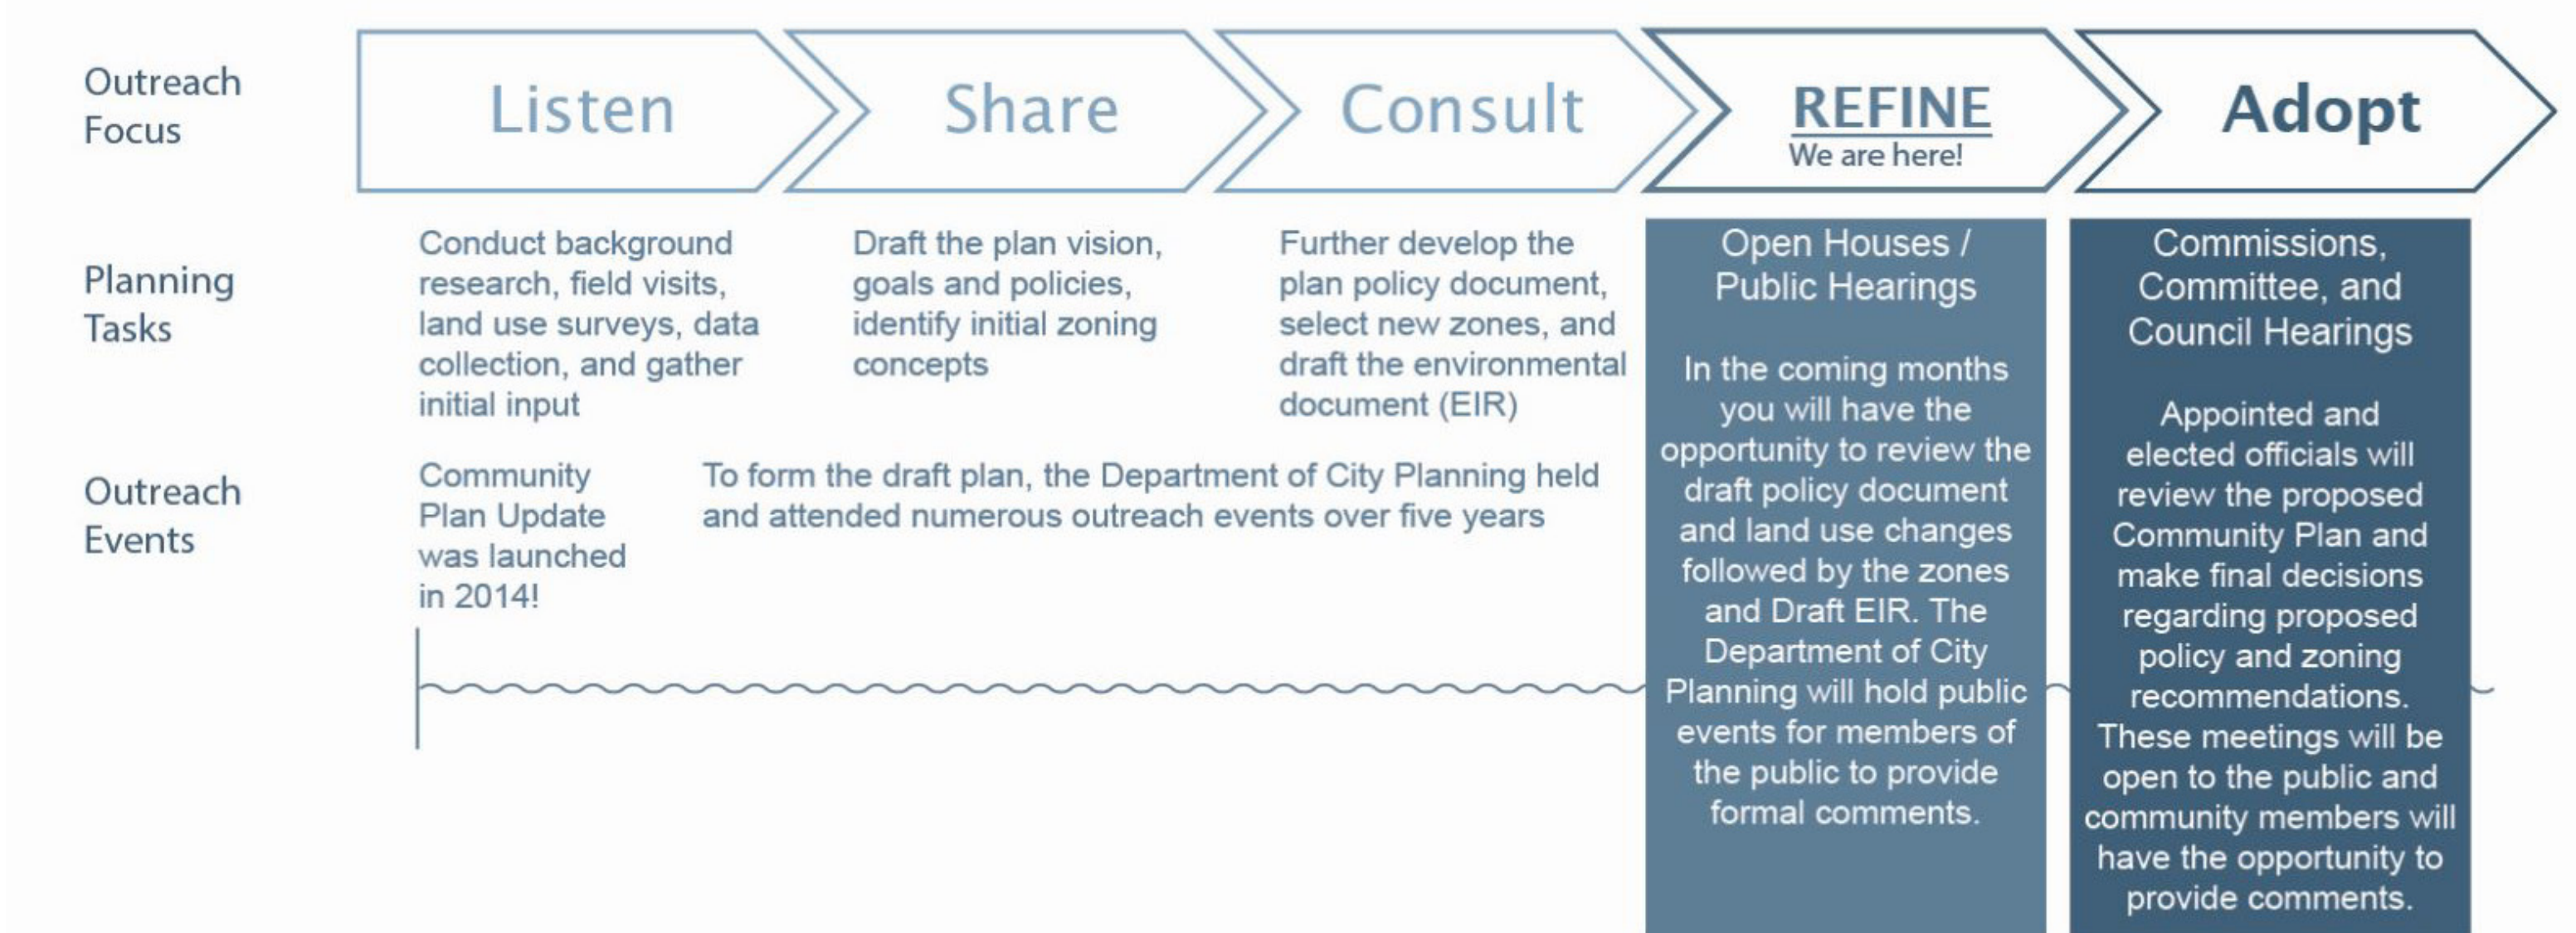 Outreach
Focus
Listen
Share
Consult
REFINE
We are here!
Adopt
Planning
Tasks
Conduct background
research, field visits,
land use surveys, data
collection, and gather
initial input
Draft the plan vision,
goals and policies,
identify initial zoning
concepts
Further develop the
plan policy document,
select new zones, and
draft the environmental
document (EIR)
Outreach
Events
Community
Plan Update
was launched
in 2014!
To form the draft plan, the Department of City Planning held
and attended numerous outreach events over five years
Open Houses /
Public Hearings
In the coming months
you will have the
opportunity to review the
draft policy document
and land use changes
followed by the zones
and Draft EIR. The
Department of City
Planning will hold public
events for members of
the public to provide
formal comments.
Commissions,
Committee, and
Council Hearings
Appointed and
elected officials will
review the proposed
Community Plan and
make final decisions
regarding proposed
policy and zoning
recommendations.
These meetings will be
open to the public and
community members will
have the opportunity to
provide comments.